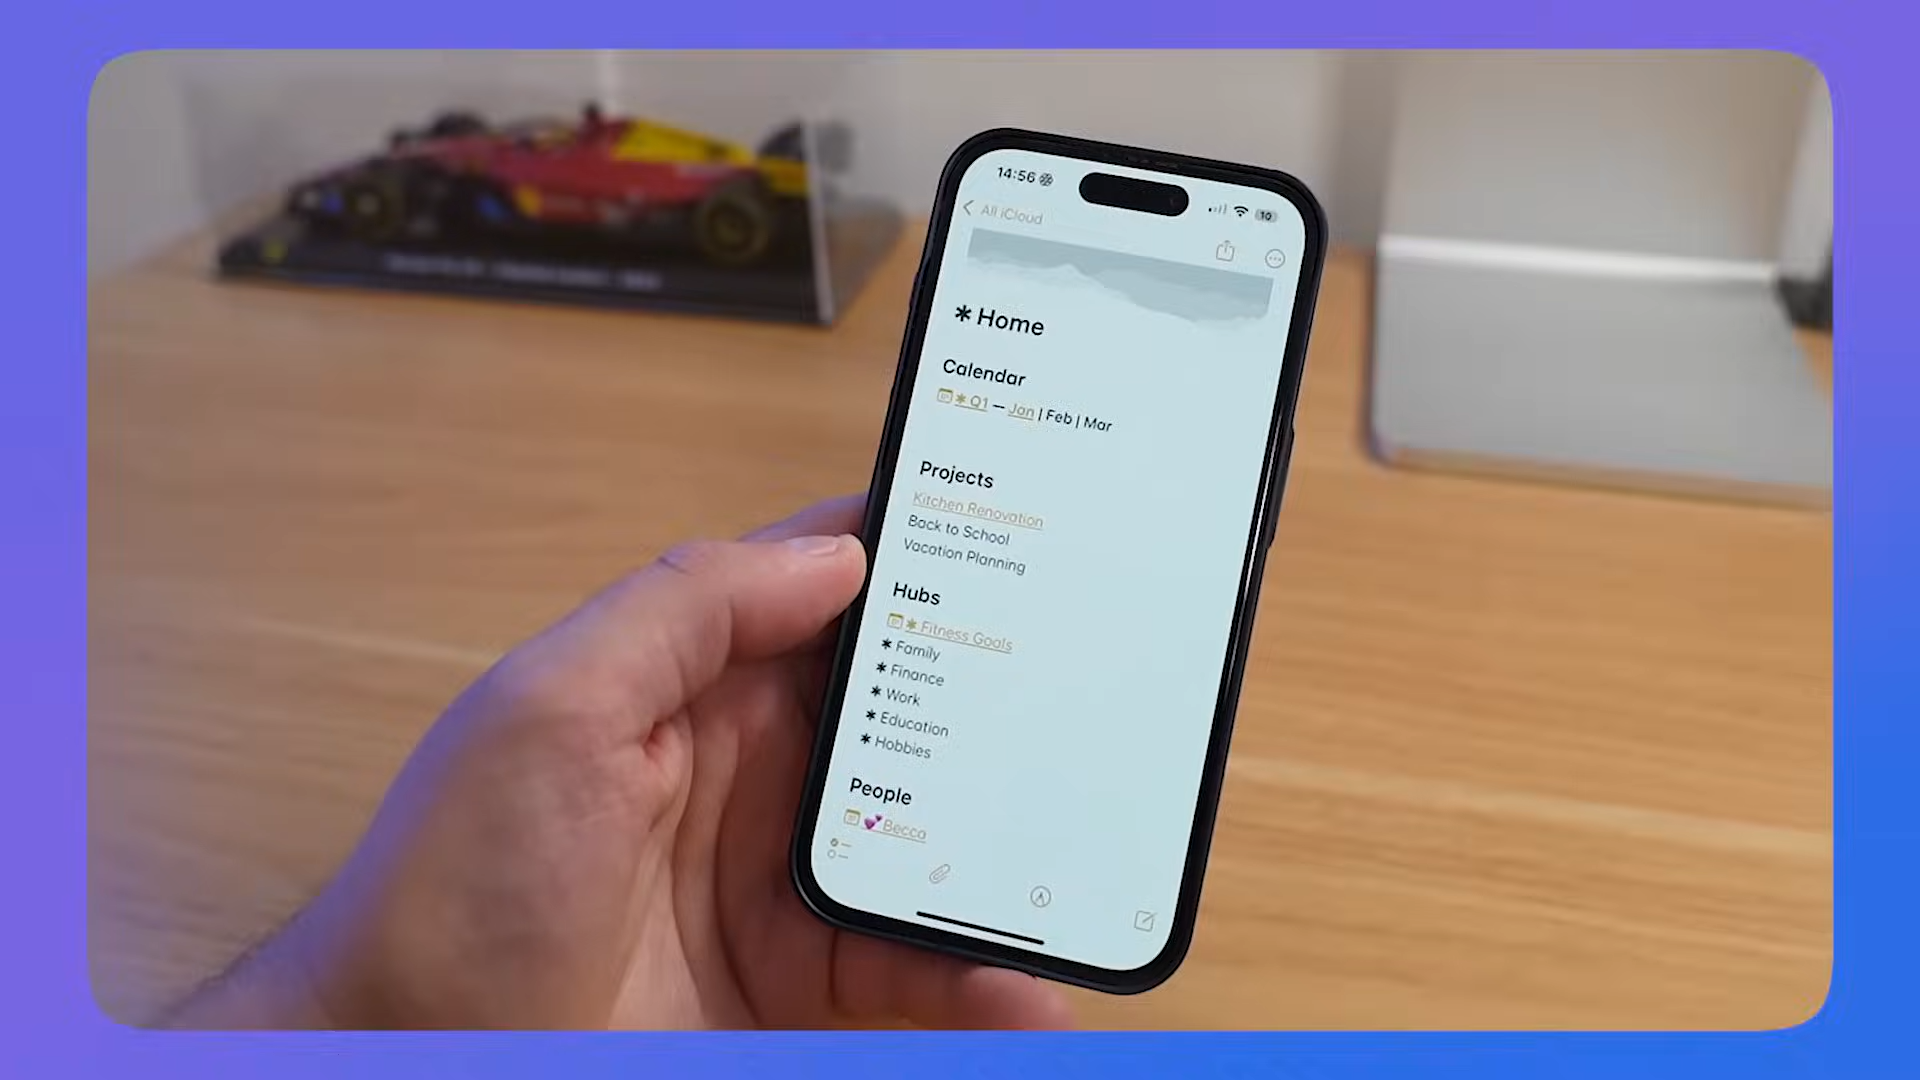 14:56
10
All iCloud
* Home
Calendar
* Q1 — Jan | Feb | Mar
Projects
Kitchen Renovation
Back to School
Vacation Planning
Hubs
* Fitness Goals
* Family
* Finance
* Work
* Education
* Hobbies
People
💕 Becca